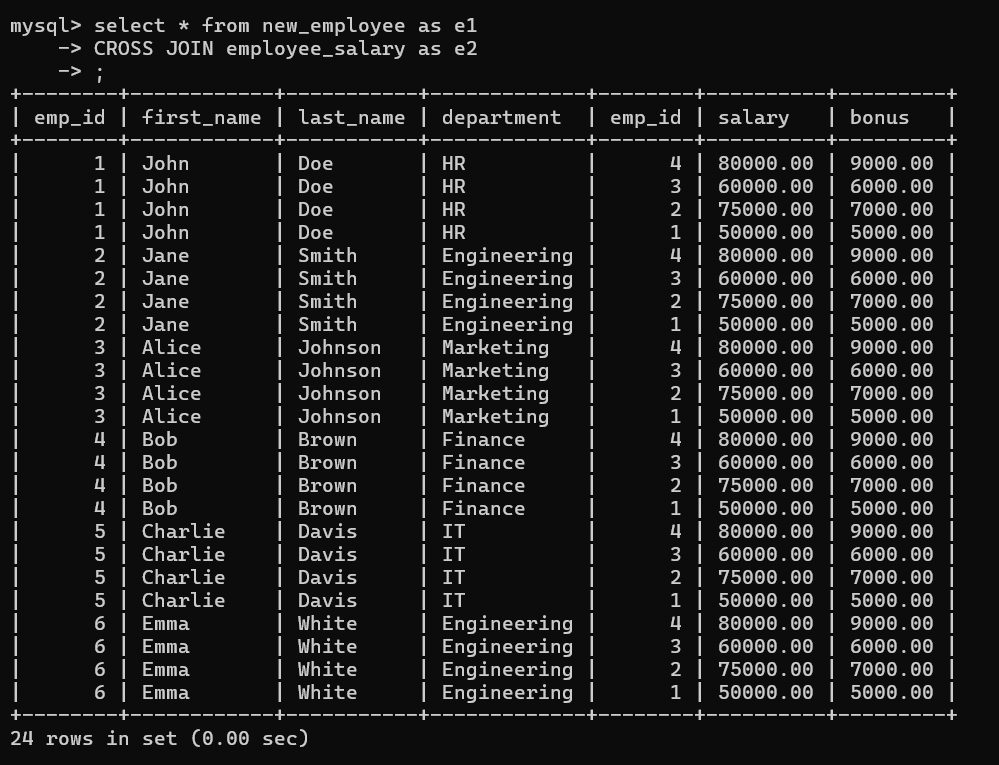 mysql> select * from new_employee as e1
    -> CROSS JOIN employee_salary as e2
    -> ;
+--------+------------+-----------+-------------+--------+----------+---------+
| emp_id | first_name | last_name | department  | emp_id | salary   | bonus   |
+--------+------------+-----------+-------------+--------+----------+---------+
|      1 | John       | Doe       | HR          |      4 | 80000.00 | 9000.00 |
|      1 | John       | Doe       | HR          |      3 | 60000.00 | 6000.00 |
|      1 | John       | Doe       | HR          |      2 | 75000.00 | 7000.00 |
|      1 | John       | Doe       | HR          |      1 | 50000.00 | 5000.00 |
|      2 | Jane       | Smith     | Engineering |      4 | 80000.00 | 9000.00 |
|      2 | Jane       | Smith     | Engineering |      3 | 60000.00 | 6000.00 |
|      2 | Jane       | Smith     | Engineering |      2 | 75000.00 | 7000.00 |
|      2 | Jane       | Smith     | Engineering |      1 | 50000.00 | 5000.00 |
|      3 | Alice      | Johnson   | Marketing   |      4 | 80000.00 | 9000.00 |
|      3 | Alice      | Johnson   | Marketing   |      3 | 60000.00 | 6000.00 |
|      3 | Alice      | Johnson   | Marketing   |      2 | 75000.00 | 7000.00 |
|      3 | Alice      | Johnson   | Marketing   |      1 | 50000.00 | 5000.00 |
|      4 | Bob        | Brown     | Finance     |      4 | 80000.00 | 9000.00 |
|      4 | Bob        | Brown     | Finance     |      3 | 60000.00 | 6000.00 |
|      4 | Bob        | Brown     | Finance     |      2 | 75000.00 | 7000.00 |
|      4 | Bob        | Brown     | Finance     |      1 | 50000.00 | 5000.00 |
|      5 | Charlie    | Davis     | IT          |      4 | 80000.00 | 9000.00 |
|      5 | Charlie    | Davis     | IT          |      3 | 60000.00 | 6000.00 |
|      5 | Charlie    | Davis     | IT          |      2 | 75000.00 | 7000.00 |
|      5 | Charlie    | Davis     | IT          |      1 | 50000.00 | 5000.00 |
|      6 | Emma       | White     | Engineering |      4 | 80000.00 | 9000.00 |
|      6 | Emma       | White     | Engineering |      3 | 60000.00 | 6000.00 |
|      6 | Emma       | White     | Engineering |      2 | 75000.00 | 7000.00 |
|      6 | Emma       | White     | Engineering |      1 | 50000.00 | 5000.00 |
+--------+------------+-----------+-------------+--------+----------+---------+
24 rows in set (0.00 sec)